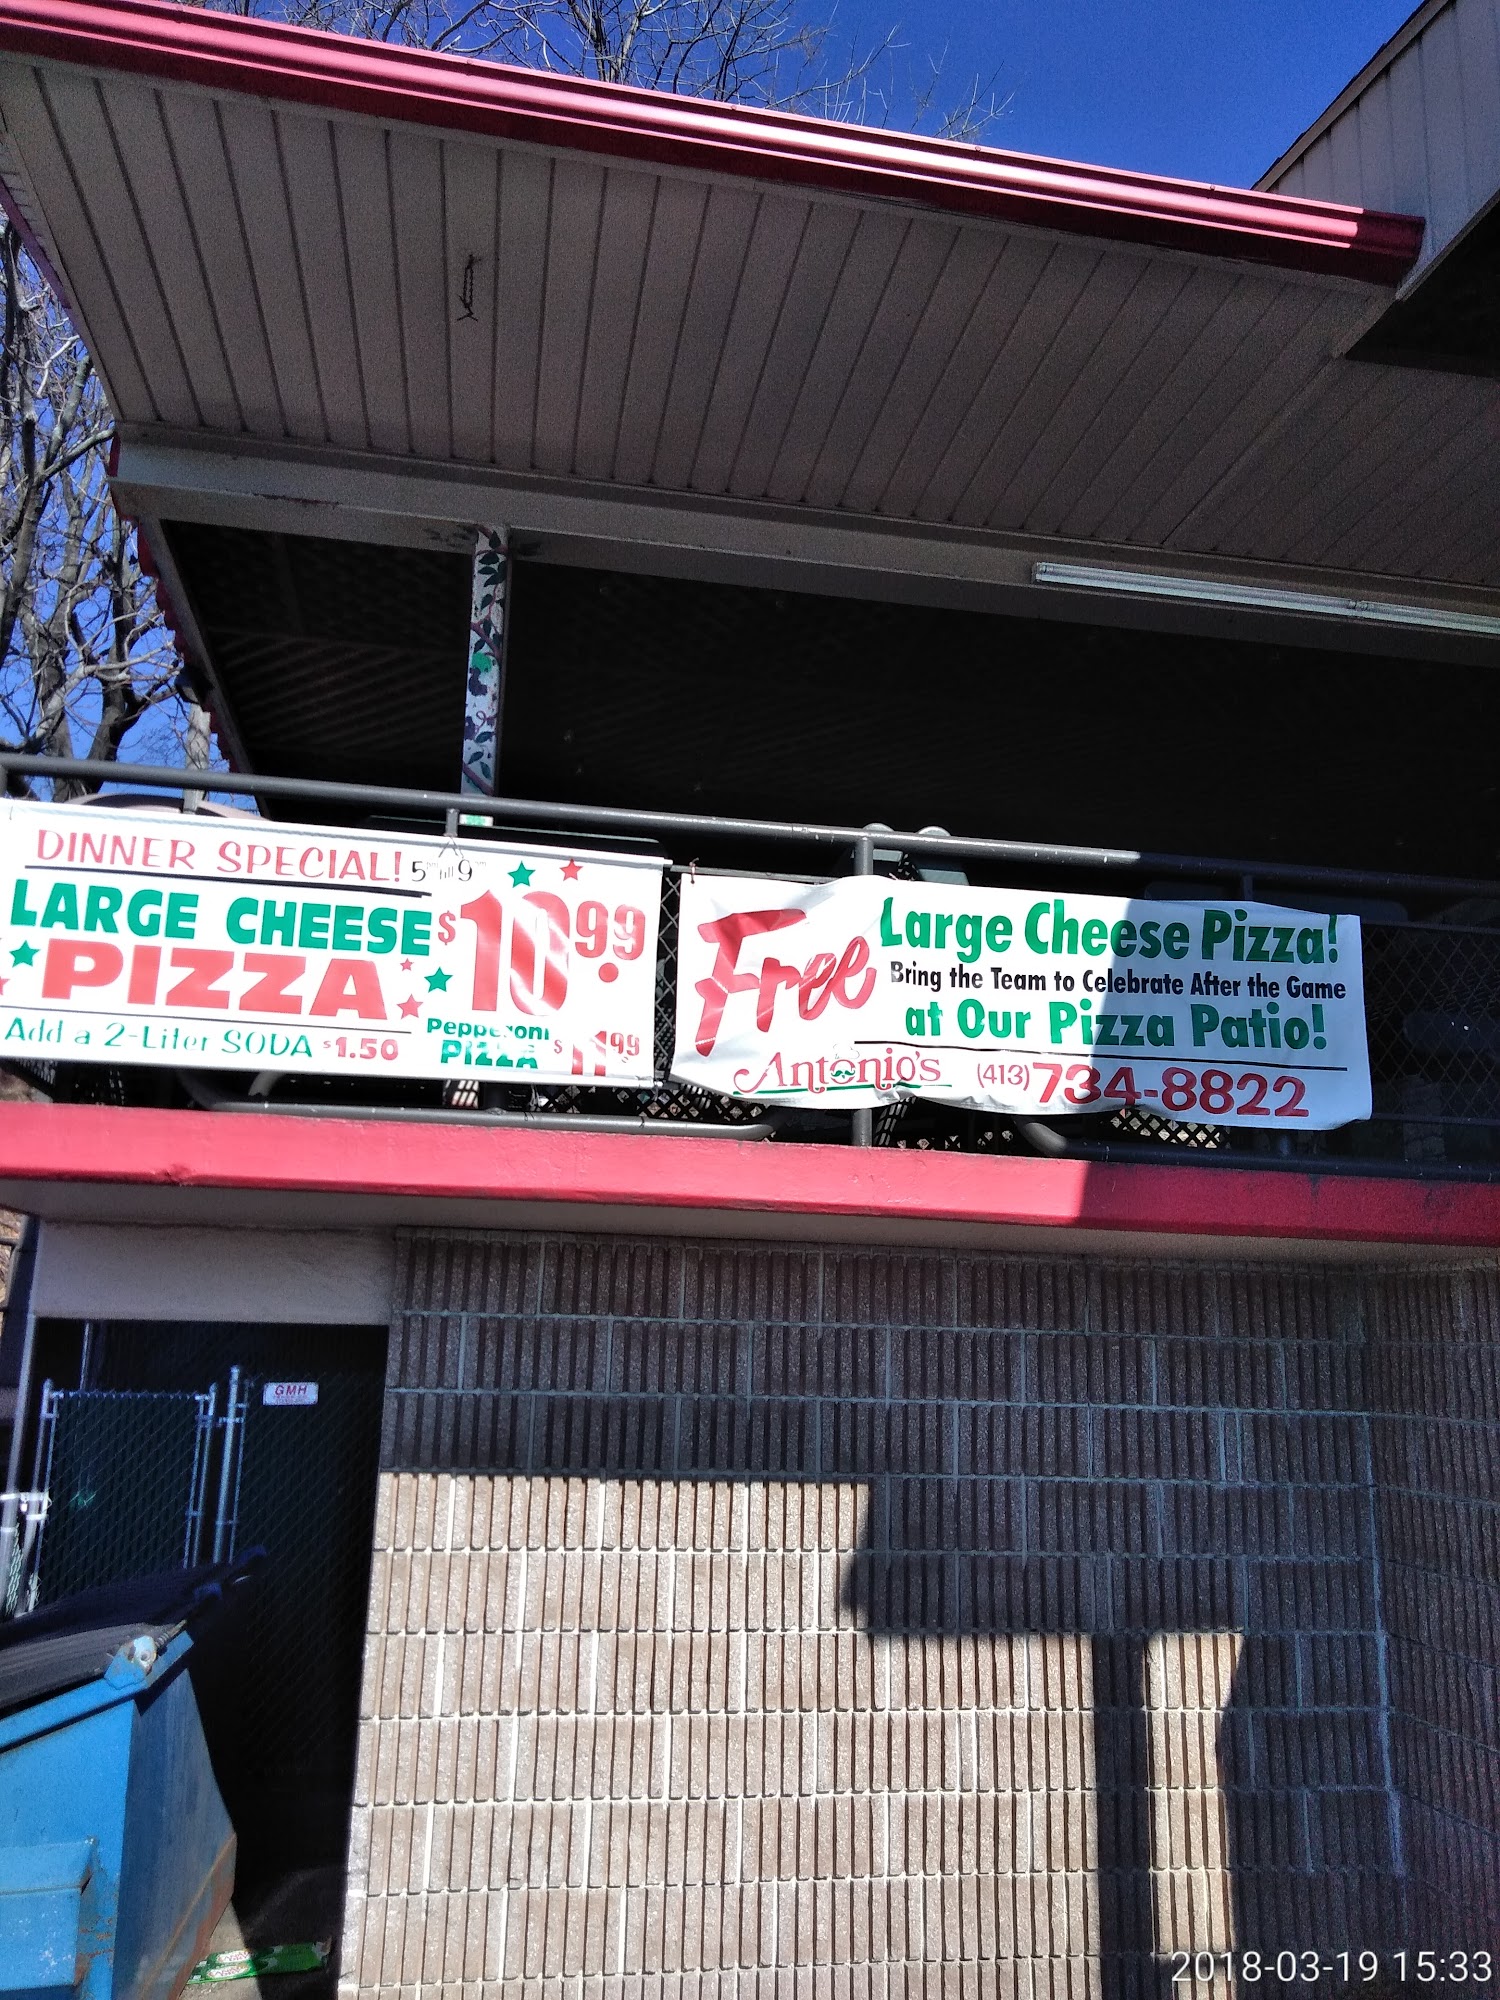 DINNER SPECIAL! 5pm till 9pm
LARGE CHEESE
PIZZA
$10.99
Add a 2-Liter SODA $1.50
Pepperoni
PIZZA $11.99
Free
Large Cheese Pizza!
Bring the Team to Celebrate After the Game
at Our Pizza Patio!
Antonio's (413)734-8822
GMH
2018-03-19 15:33